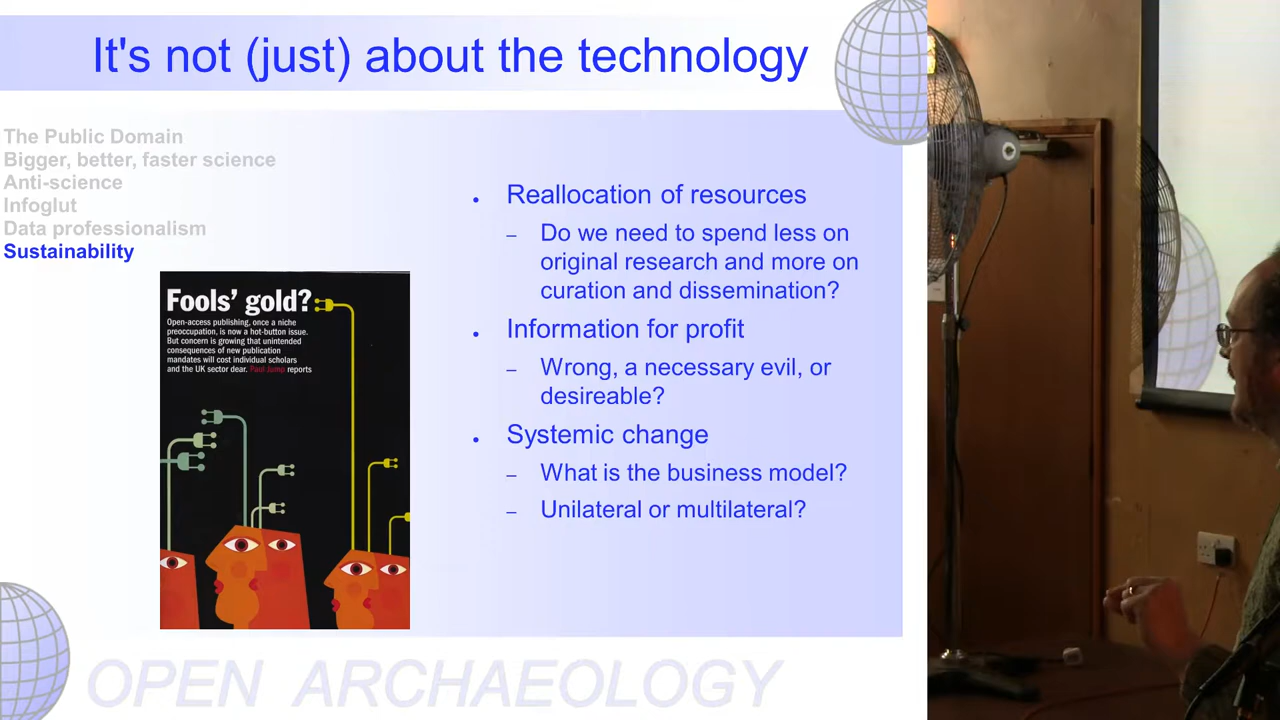 It's not (just) about the technology
The Public Domain
Bigger, better, faster science
Anti-science
Infoglut
Data professionalism
Sustainability
Fools' gold?
Open-access publishing, once a niche
preoccupation, is now a hot-button issue.
But concern is growing that unintended
consequences of new publication
mandates will cost individual scholars
and the UK sector dear. Paul Jump reports
• Reallocation of resources
– Do we need to spend less on
original research and more on
curation and dissemination?
• Information for profit
– Wrong, a necessary evil, or
desireable?
• Systemic change
– What is the business model?
– Unilateral or multilateral?
OPEN ARCHAEOLOGY